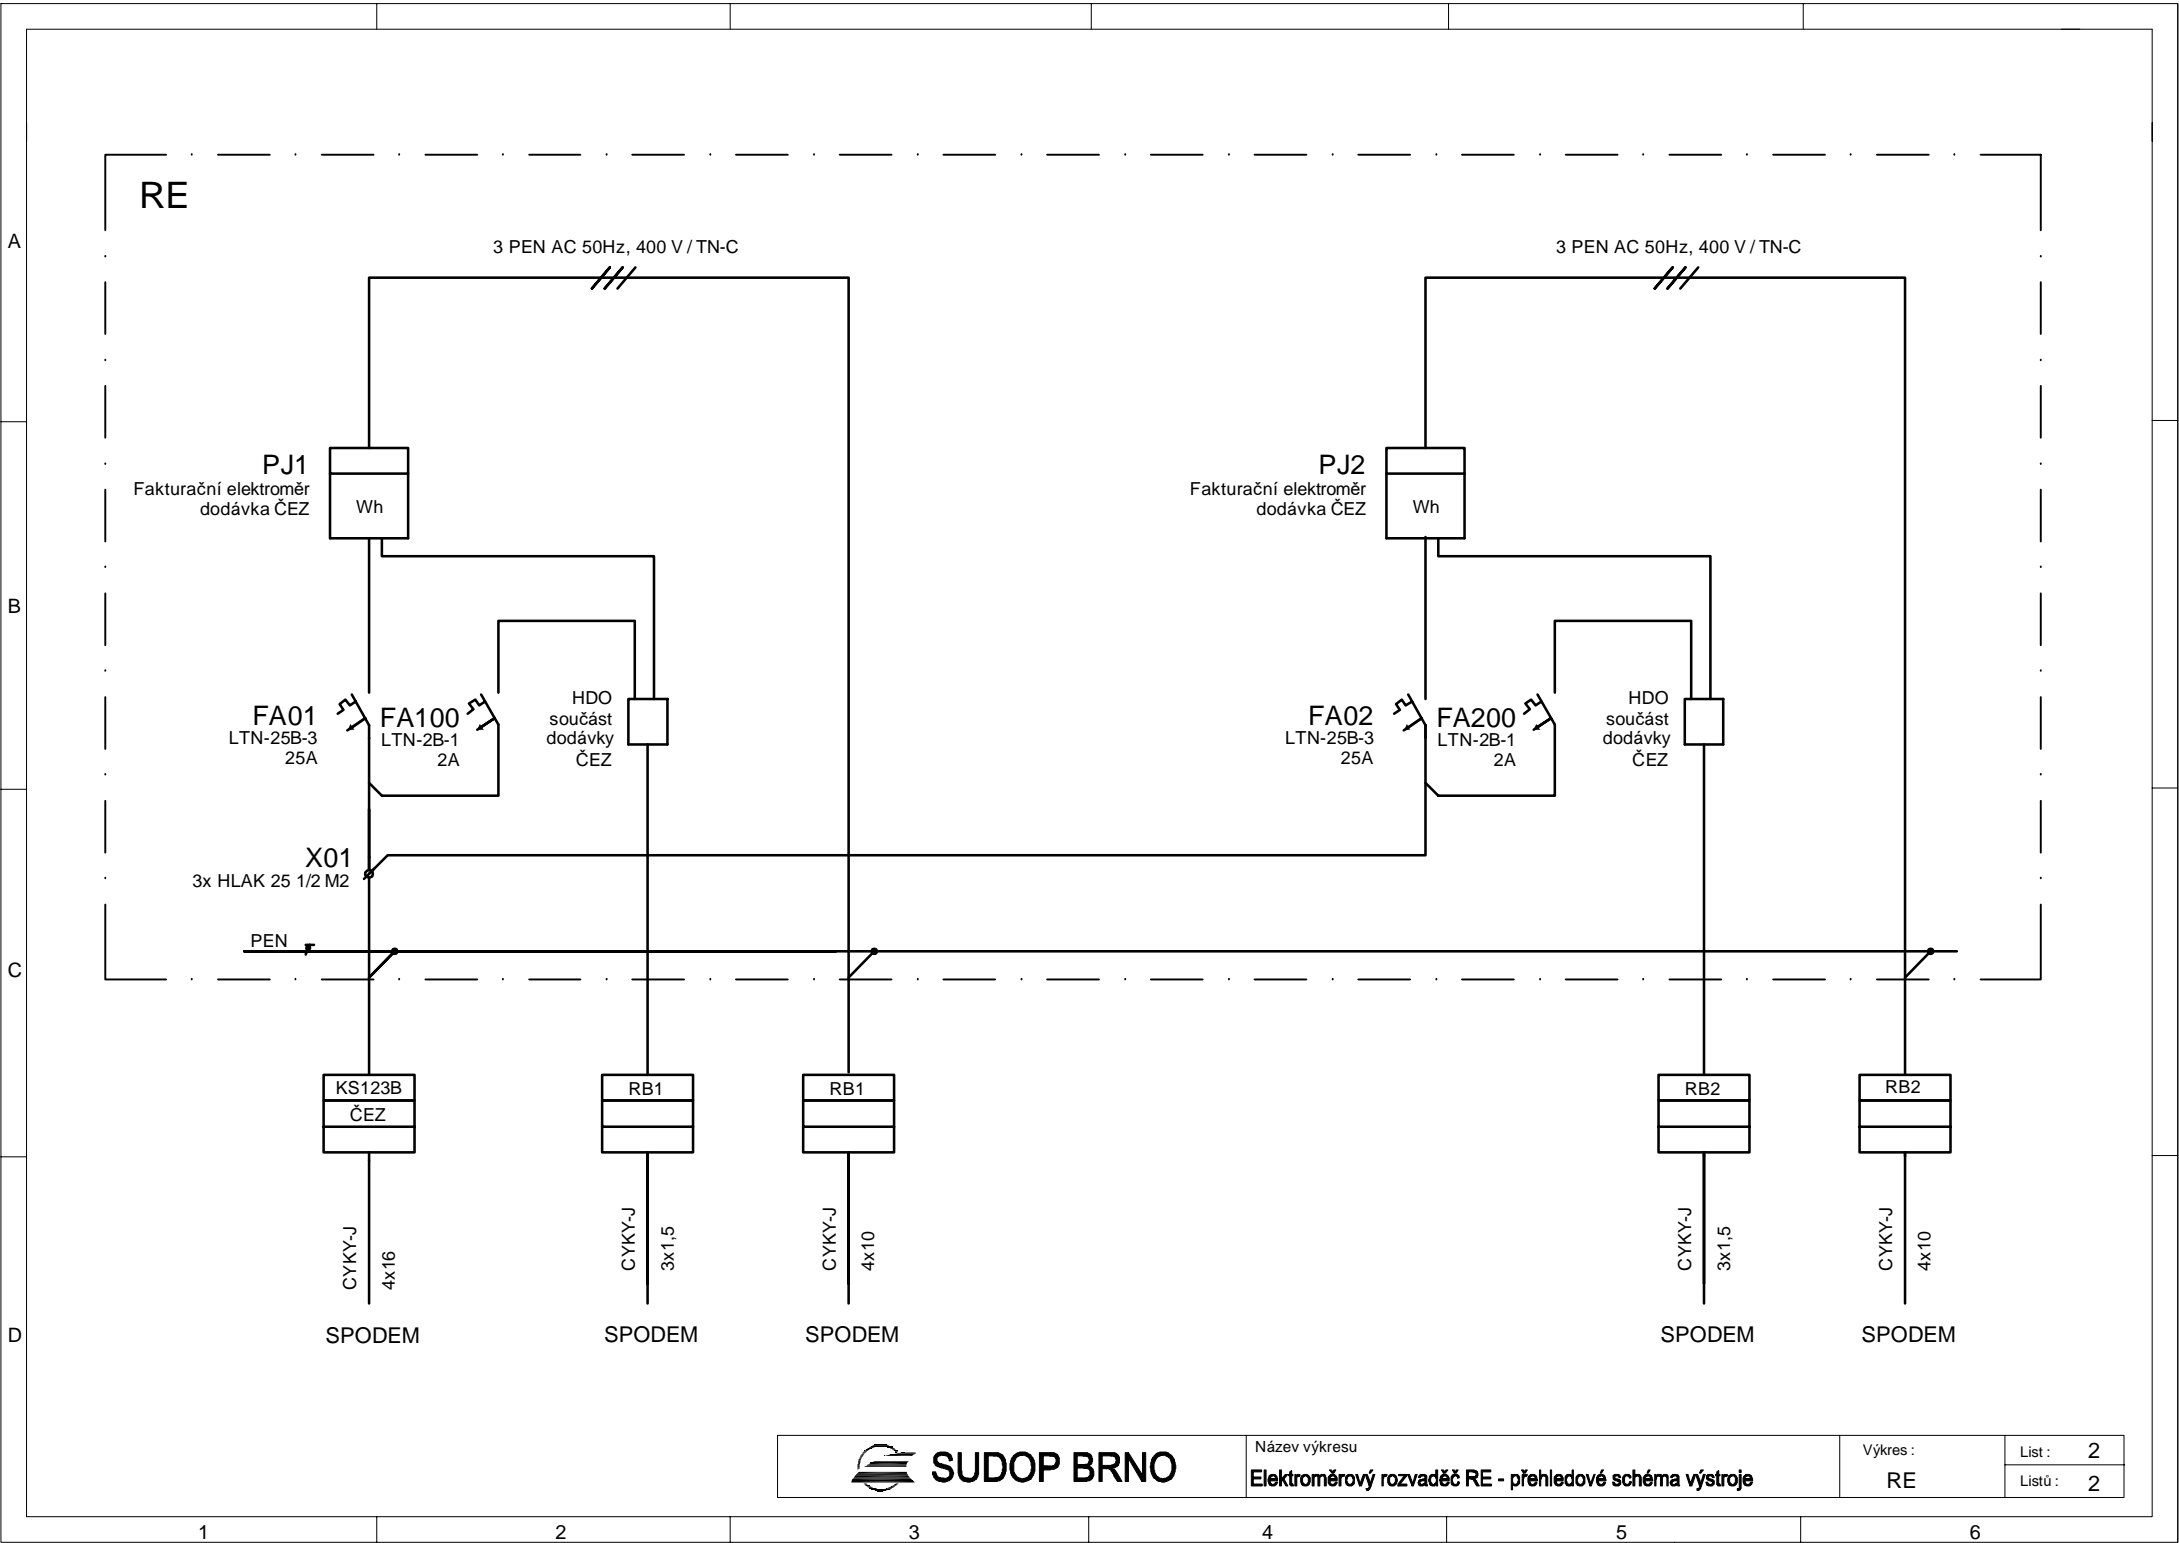 RE
3 PEN AC 50Hz, 400 V / TN-C
3 PEN AC 50Hz, 400 V / TN-C
PJ1
Fakturační elektroměr
dodávka ČEZ
Wh
PJ2
Fakturační elektroměr
dodávka ČEZ
Wh
FA01
LTN-25B-3
25A
FA100
LTN-2B-1
2A
HDO
součást
dodávky
ČEZ
FA02
LTN-25B-3
25A
FA200
LTN-2B-1
2A
HDO
součást
dodávky
ČEZ
X01
3x HLAK 25 1/2 M2
PEN
KS123B
ČEZ
RB1
RB1
RB2
RB2
CYKY-J
4x16
CYKY-J
3x1,5
CYKY-J
4x10
CYKY-J
3x1,5
CYKY-J
4x10
SPODEM
SPODEM
SPODEM
SPODEM
SPODEM
A
B
C
D
SUDOP BRNO
Název výkresu
Elektroměrový rozvaděč RE - přehledové schéma výstroje
Výkres :
RE
List : 2
Listů : 2
1 2 3 4 5 6